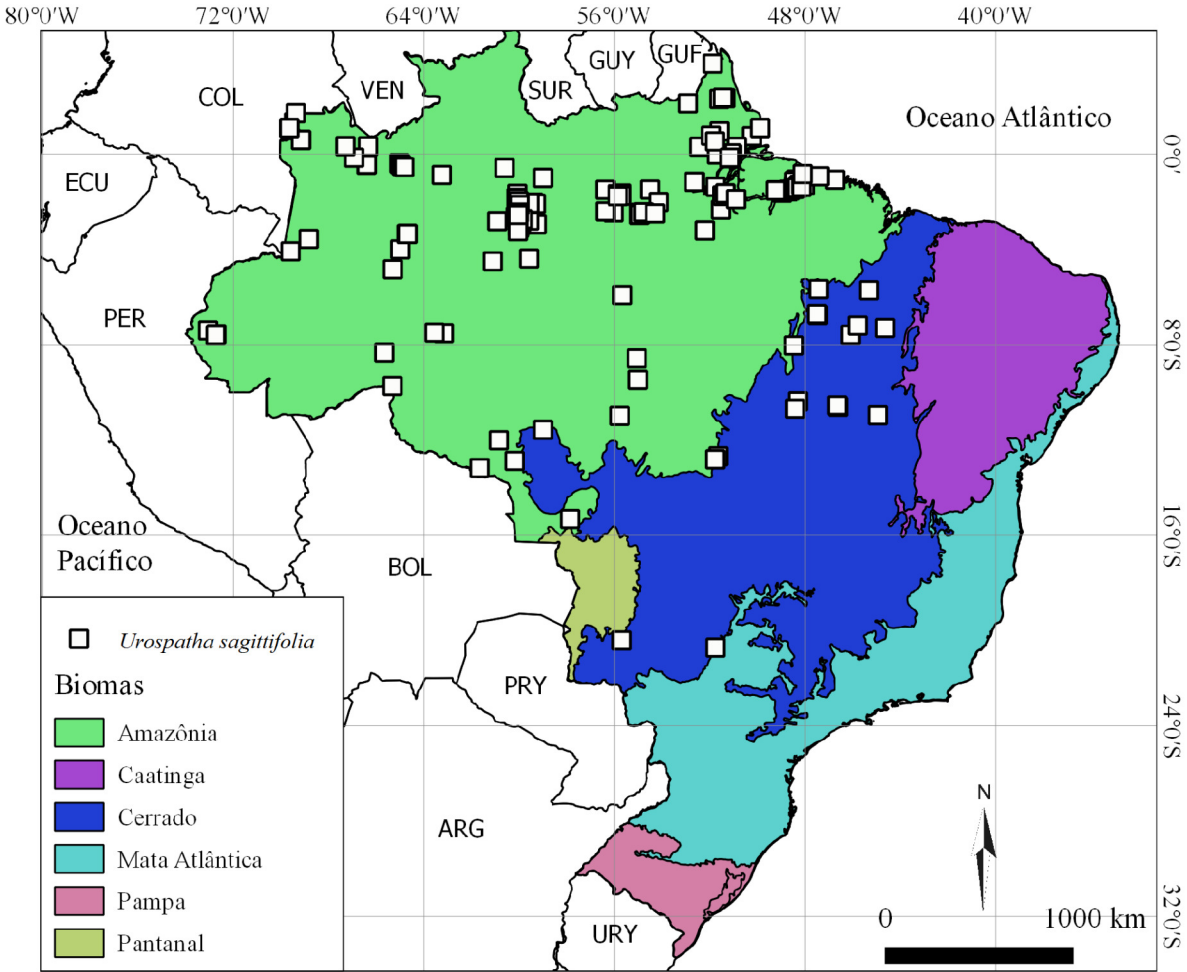 80°0'W 72°0'W 64°0'W 56°0'W 48°0'W 40°0'W
GUY
GUF
VEN
SUR
COL
Oceano Atlântico
0°0'
ECU
PER
8°0'S
Oceano
Pacífico
16°0'S
BOL
Urospatha sagittifolia
Biomas
PRY
24°0'S
Amazônia
Caatinga
N
Cerrado
ARG
Mata Atlântica
Pampa
0 1000 km
32°0'S
URY
Pantanal